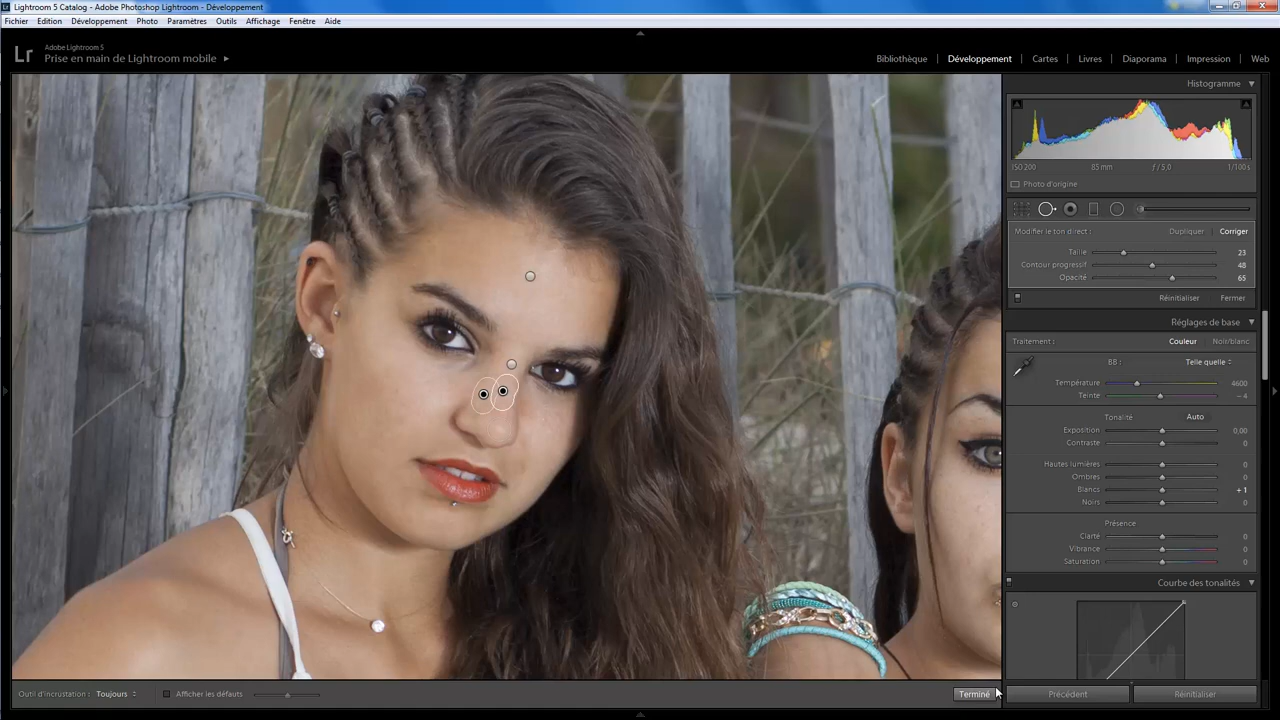 Lightroom 5 Catalog - Adobe Photoshop Lightroom - Développement
Fichier Edition Développement Photo Paramètres Outils Affichage Fenêtre Aide
Lr
Adobe Lightroom 5
Prise en main de Lightroom mobile
Bibliothèque Développement Cartes Livres Diaporama Impression Web
Histogramme
ISO 200 85 mm ƒ / 5,0 1/100 s
Photo d'origine
Modifier le ton direct : Dupliquer Corriger
Taille 23
Contour progressif 48
Opacité 65
Réinitialiser Fermer
Réglages de base
Traitement : Couleur Noir/blanc
BB : Telle quelle
Température 4600
Teinte – 4
Tonalité Auto
Exposition 0,00
Contraste 0
Hautes lumières 0
Ombres 0
Blancs + 1
Noirs 0
Présence
Clarté 0
Vibrance 0
Saturation 0
Courbe des tonalités
Outil d'incrustation : Toujours Afficher les défauts Terminé Précédent Réinitialiser